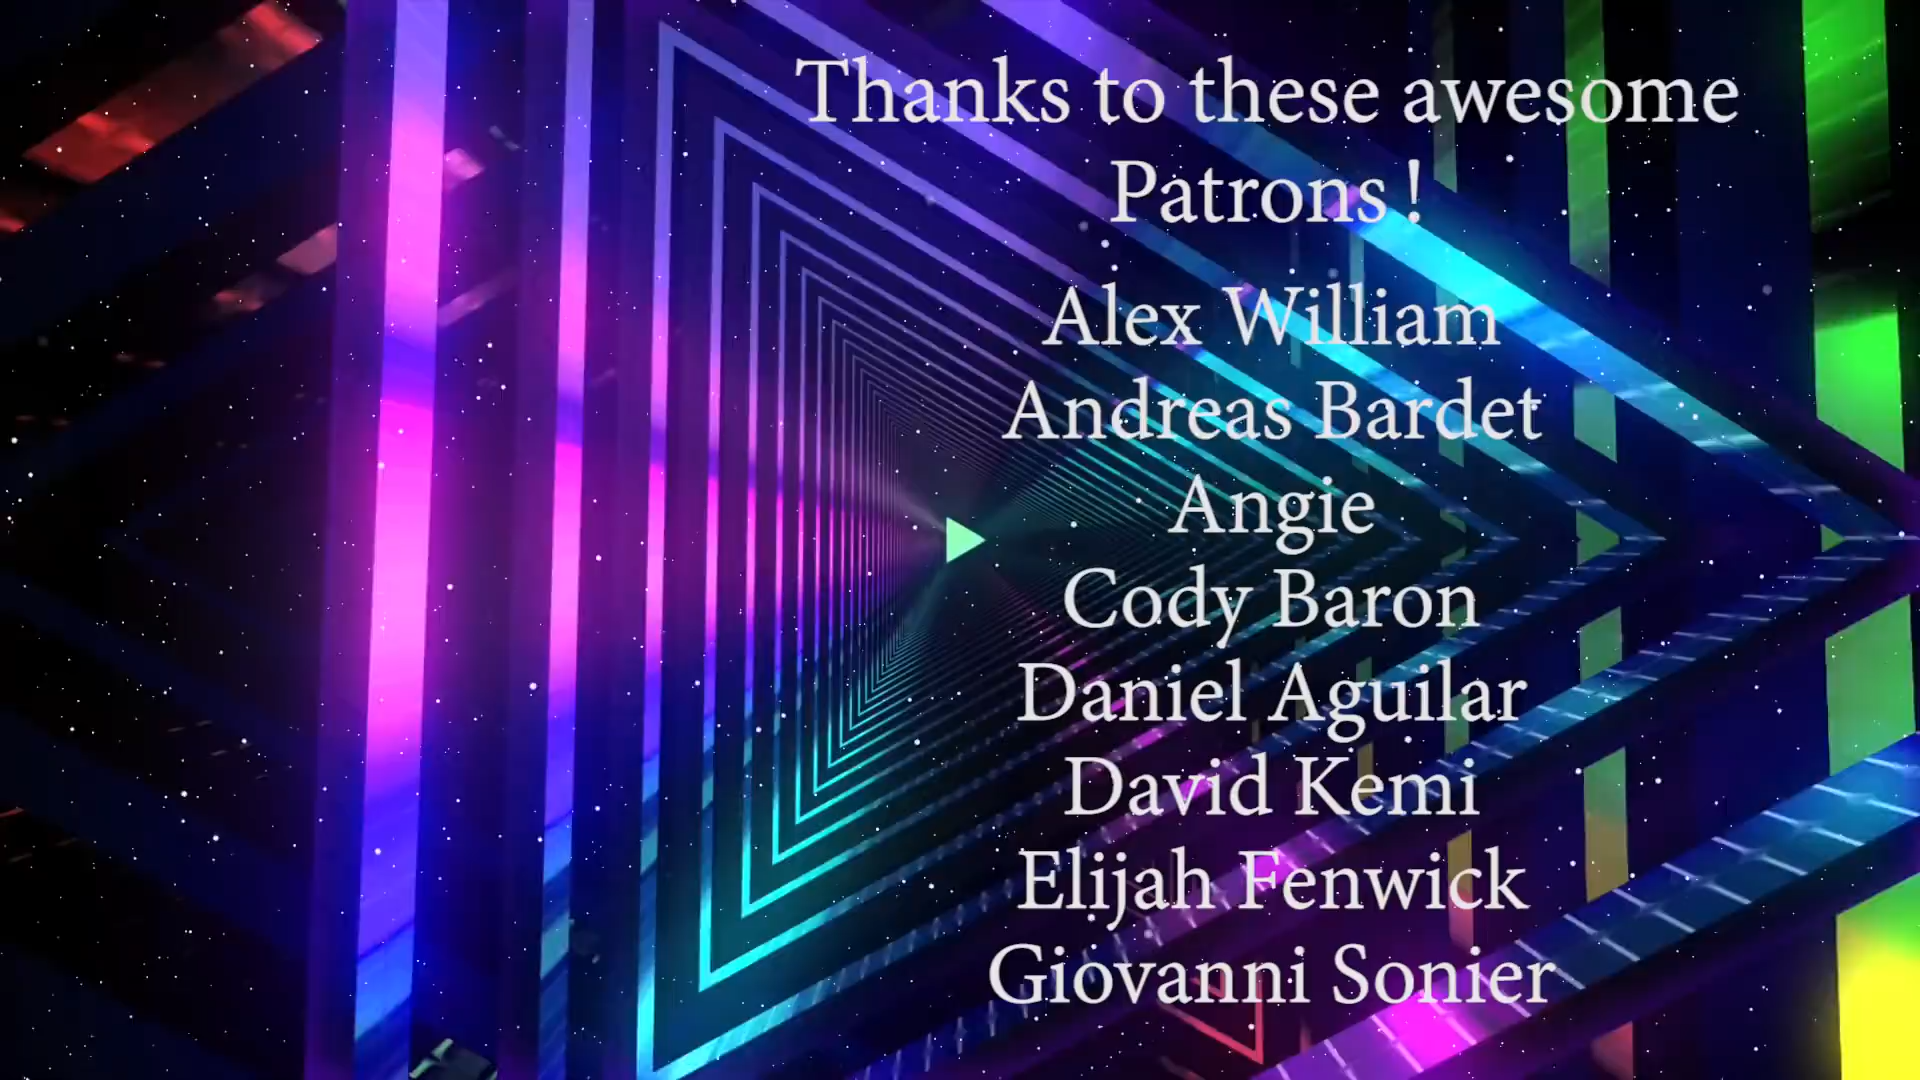 Thanks to these awesome
Patrons !
Alex William
Andreas Bardet
Angie
Cody Baron
Daniel Aguilar
David Kemi
Elijah Fenwick
Giovanni Sonier